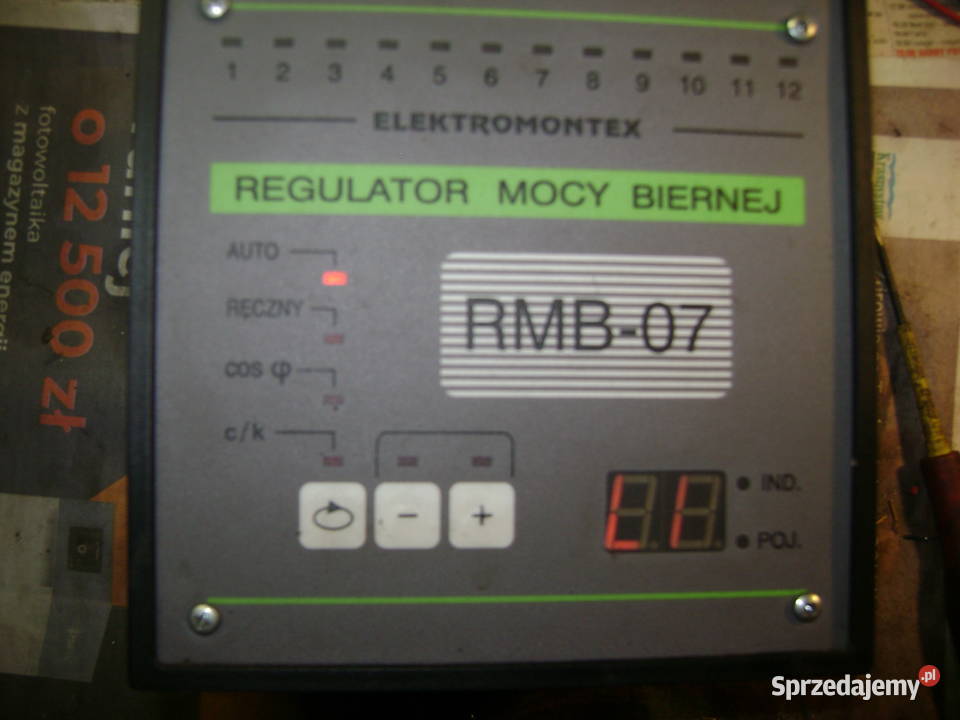 1 2 3 4 5 6 7 8 9 10 11 12
ELEKTROMONTEX
REGULATOR MOCY BIERNEJ
AUTO
RĘCZNY
cos φ
c/k
RMB-07
- +
LI
IND.
POJ.
o 12 500 zł
fotowoltaika
z magazynem energii
Sprzedajemy.pl